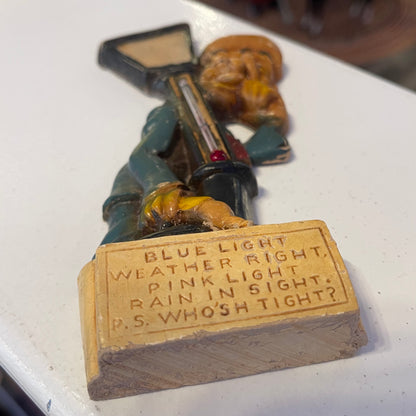 BLUE LIGHT
WEATHER RIGHT,
PINK LIGHT
RAIN IN SIGHT.
P.S. WHO'SH TIGHT?